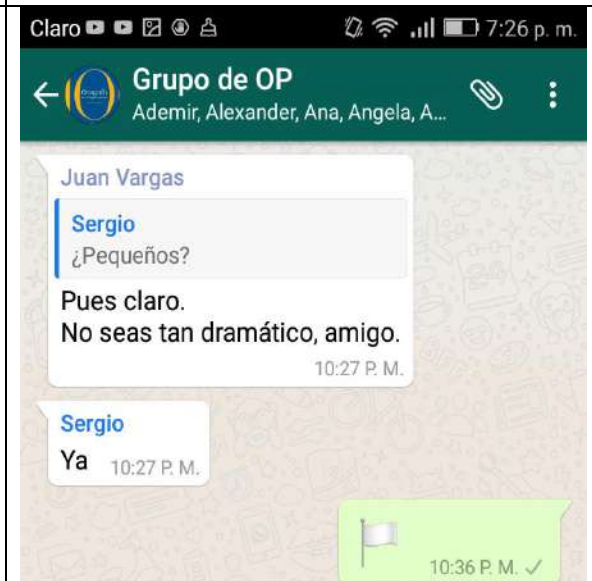 Claro 7:26 p. m.
Grupo de OP
Ademir, Alexander, Ana, Angela, A...
Juan Vargas
Sergio
¿Pequeños?
Pues claro.
No seas tan dramático, amigo.
10:27 P. M.
Sergio
Ya 10:27 P. M.
10:36 P. M.